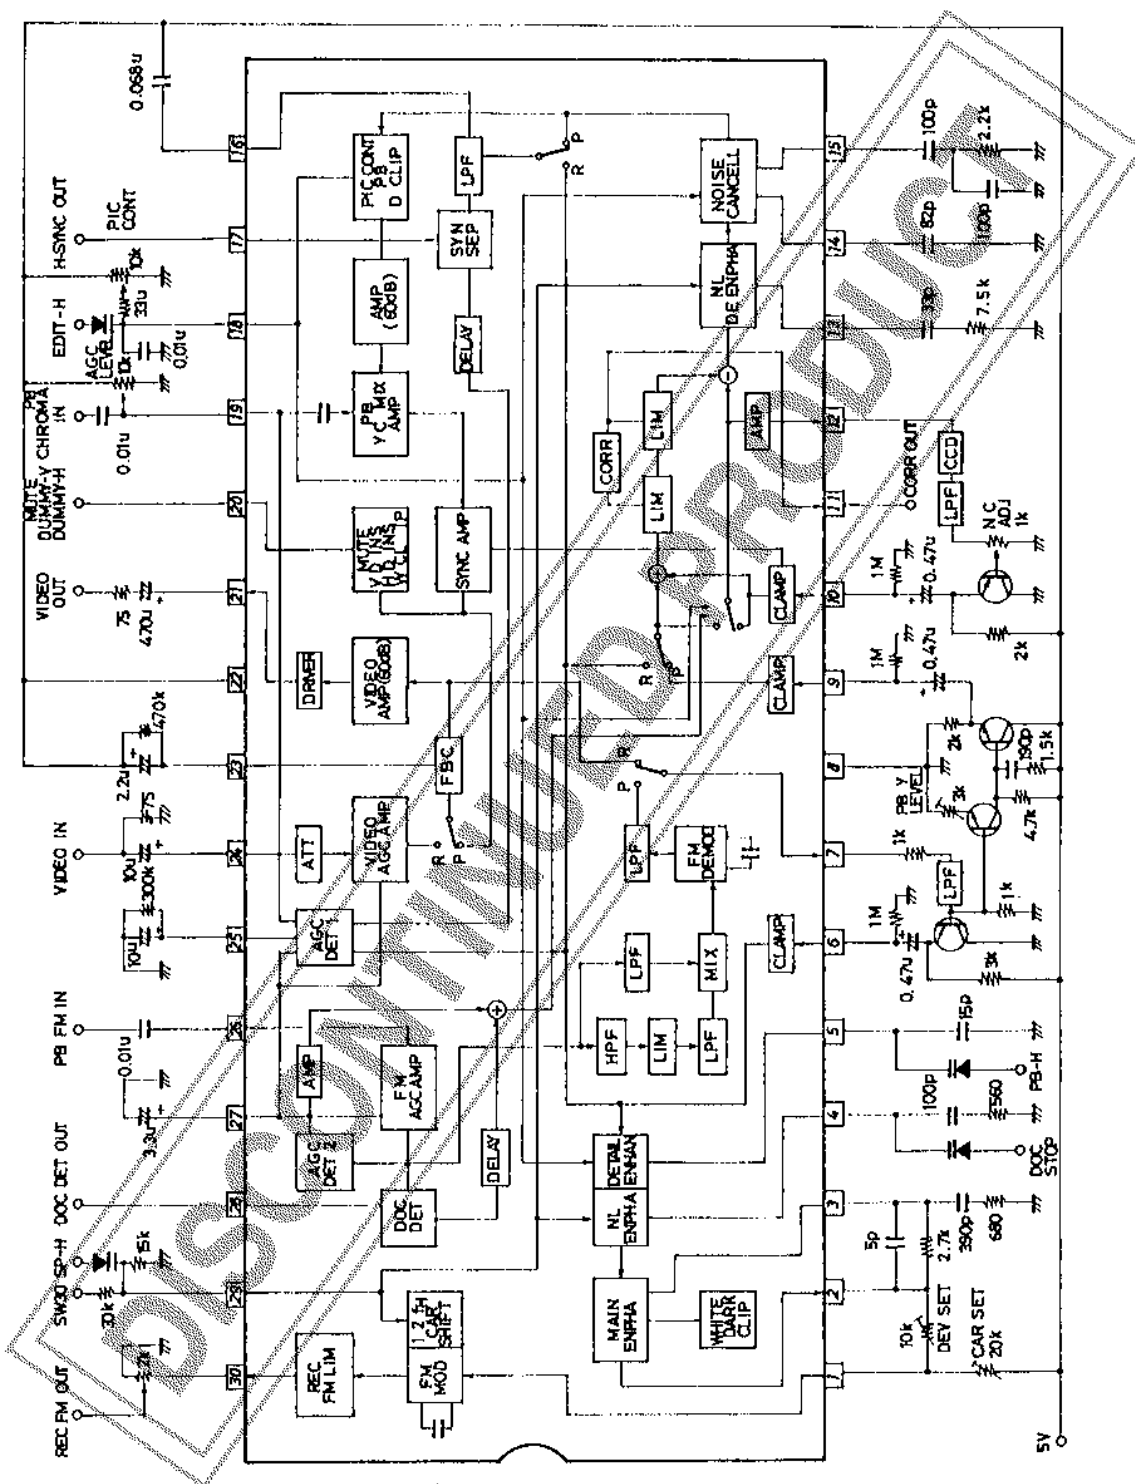 DISCONTINUED PRODUCT
REC FM OUT
SW30
SP-H
DOC DET OUT
PB FM IN
VIDEO IN
VIDEO OUT
MUTE
DUMMY-V
DUMMY-H
PB
CHROMA
IN
EDIT-H
H-SYNC OUT
30k
15k
3.3u
0.01u
10u
300k
10u
75
2.2u
470k
75
470u
0.01u
AGC
LEVEL
10k
0.01u
33u
PIC
CONT
10k
0.068u
30
29
28
27
26
25
24
23
22
21
20
19
18
17
16
REC
FM LIM
FM
MOD
CAR
SHIFT
DOC
DET
AGC
DET 2
AMP
FM
AGC AMP
DELAY
AGC
DET 1
ATT
VIDEO
AGC AMP
R
P
FBC
DRIVER
VIDEO
AMP(60dB)
MUTE
V D INS
H D INS
W CL P
SYNC AMP
PB
YC MIX
AMP
AMP
(60dB)
PIC CONT
PB
D CLIP
DELAY
SYN
SEP
LPF
P
R
MAIN
ENPHA
WHITE
DARK
CLIP
NL
ENPHA
DETAIL
ENHAN
HPF
LIM
LPF
LPF
MIX
LPF
FM
DEMOD
P
R
CLAMP
CLAMP
CLAMP
R
P
LIM
LIM
CORR
AMP
NL
DE ENPHA
NOISE
CANCELL
1
2
3
4
5
6
7
8
9
10
11
12
13
14
15
5V
CAR SET
20k
10k
DEV SET
5p
2.7k
390p
680
DOC
STOP
100p
560
PB-H
15p
0.47u
1M
3k
1k
LPF
1k
PB Y
LEVEL
3k
2k
4.7k
190p
1.5k
1M
0.47u
2k
1M
0.47u
NC
ADJ
1k
LPF
CCD
CORR OUT
33p
7.5k
82p
100p
100p
2.2k